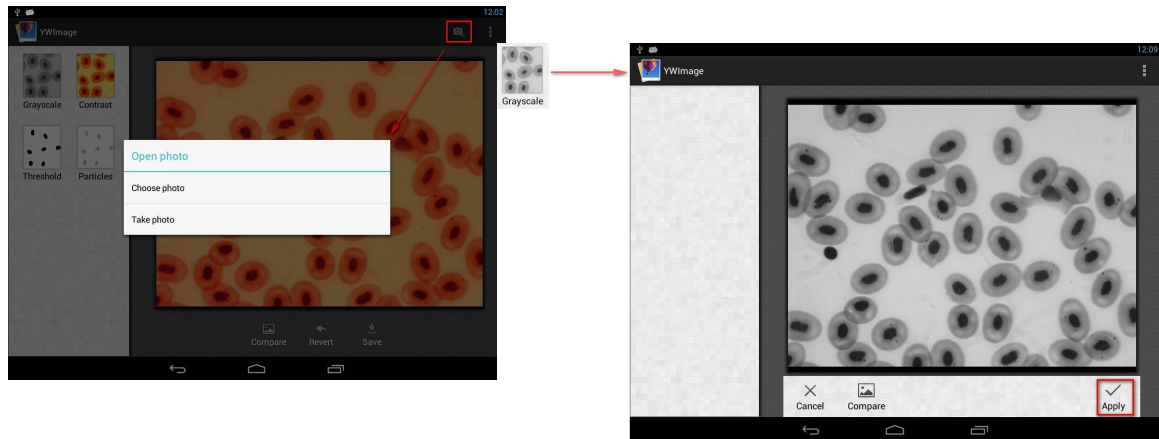 12:02
YWImage
Grayscale
Contrast
Threshold
Particles
Open photo
Choose photo
Take photo
Compare
Revert
Save
Grayscale
12:09
YWImage
Cancel
Compare
Apply